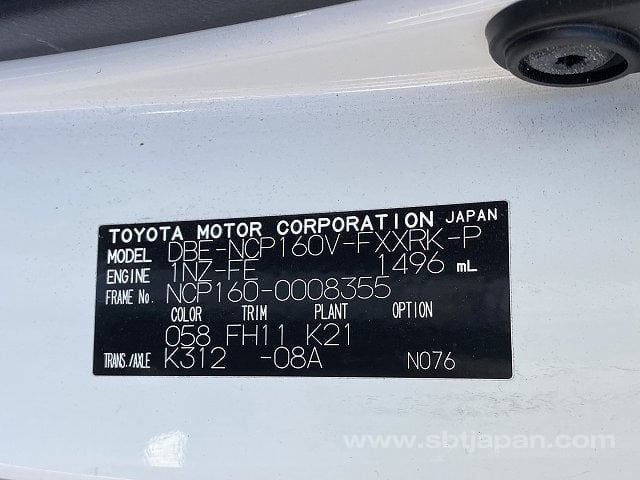 TOYOTA MOTOR CORPORATION JAPAN
MODEL DBE-NCP160V-FXXRK-P
ENGINE 1NZ-FE 1496 mL
FRAME No. NCP160-0008355
COLOR TRIM PLANT OPTION
058 FH11 K21
TRANS./AXLE K312 -08A N076
www.sbtjapan.com